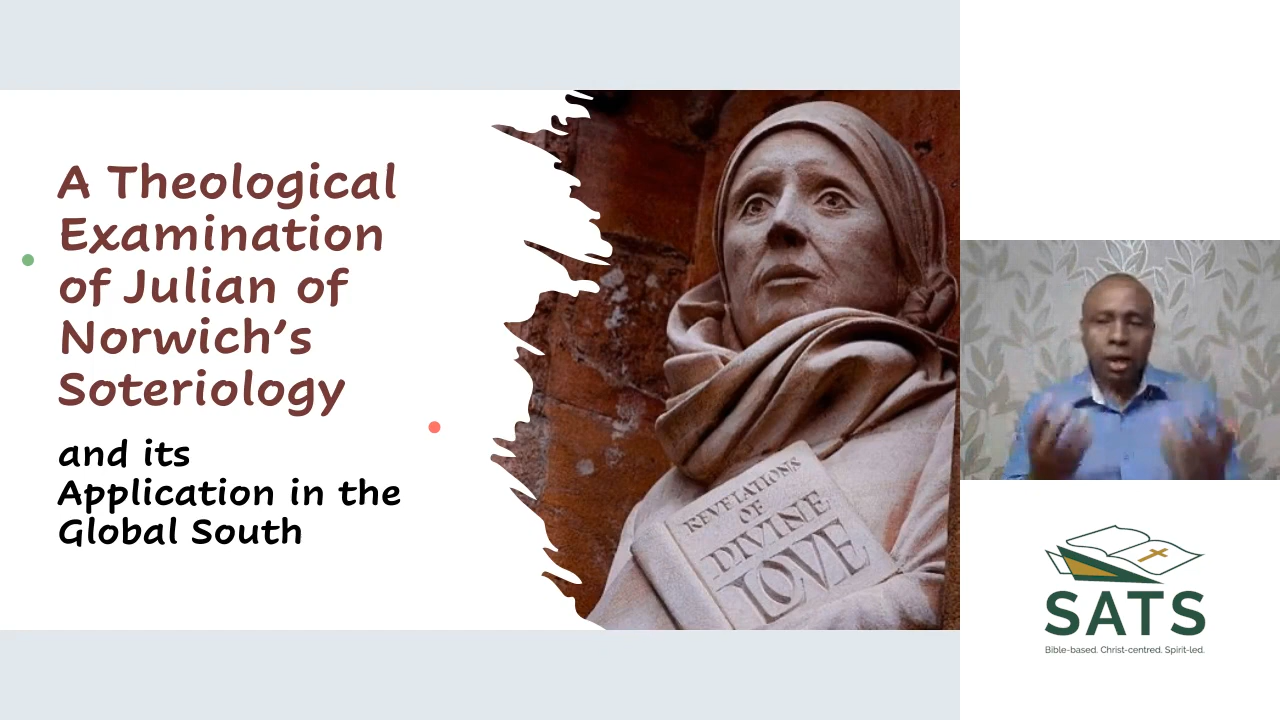 A Theological
Examination
of Julian of
Norwich’s
Soteriology
and its
Application in the
Global South
REVELATIONS
OF
DIVINE
LOVE
SATS
Bible-based. Christ-centred. Spirit-led.